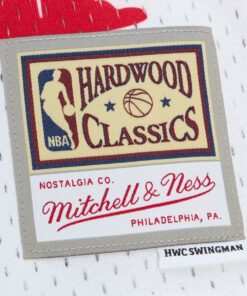 HARDWOOD
CLASSICS
NBA
NOSTALGIA CO.
Mitchell & Ness
PHILADELPHIA, PA.
HWC SWINGMAN